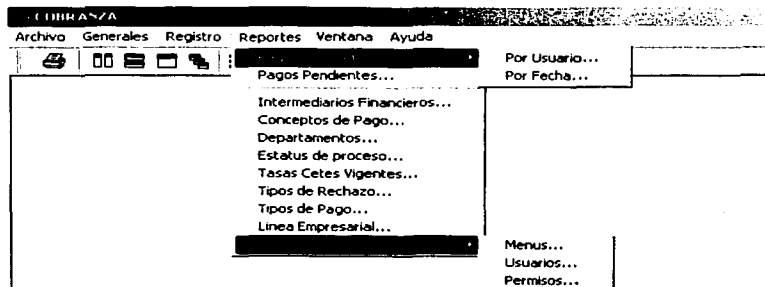 COBRANZA
Archivo Generales Registro Reportes Ventana Ayuda
Por Usuario...
Pagos Pendientes... Por Fecha...
Intermediarios Financieros...
Conceptos de Pago...
Departamentos...
Estatus de proceso...
Tasas Cetes Vigentes...
Tipos de Rechazo...
Tipos de Pago...
Linea Empresarial...
Menus...
Usuarios...
Permisos...